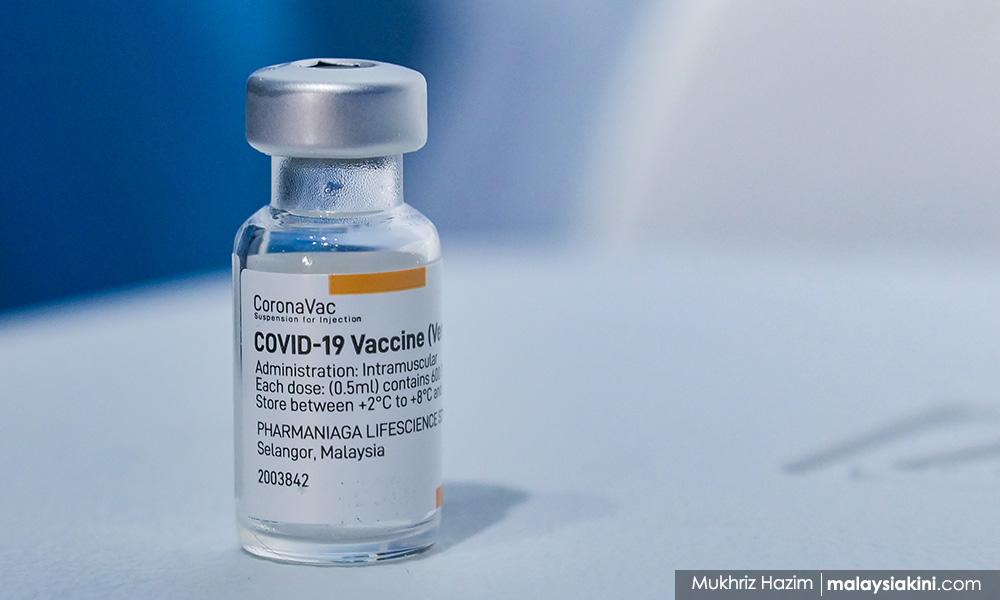 CoronaVac
Suspension for Injection
COVID-19 Vaccine
Administration: Intramuscular
Each dose: (0.5ml) contains
Store between +2°C to +8°C
PHARMANIAGA LIFESCIENCE
Selangor, Malaysia
2003842
Mukhriz Hazim | malaysiakini.com